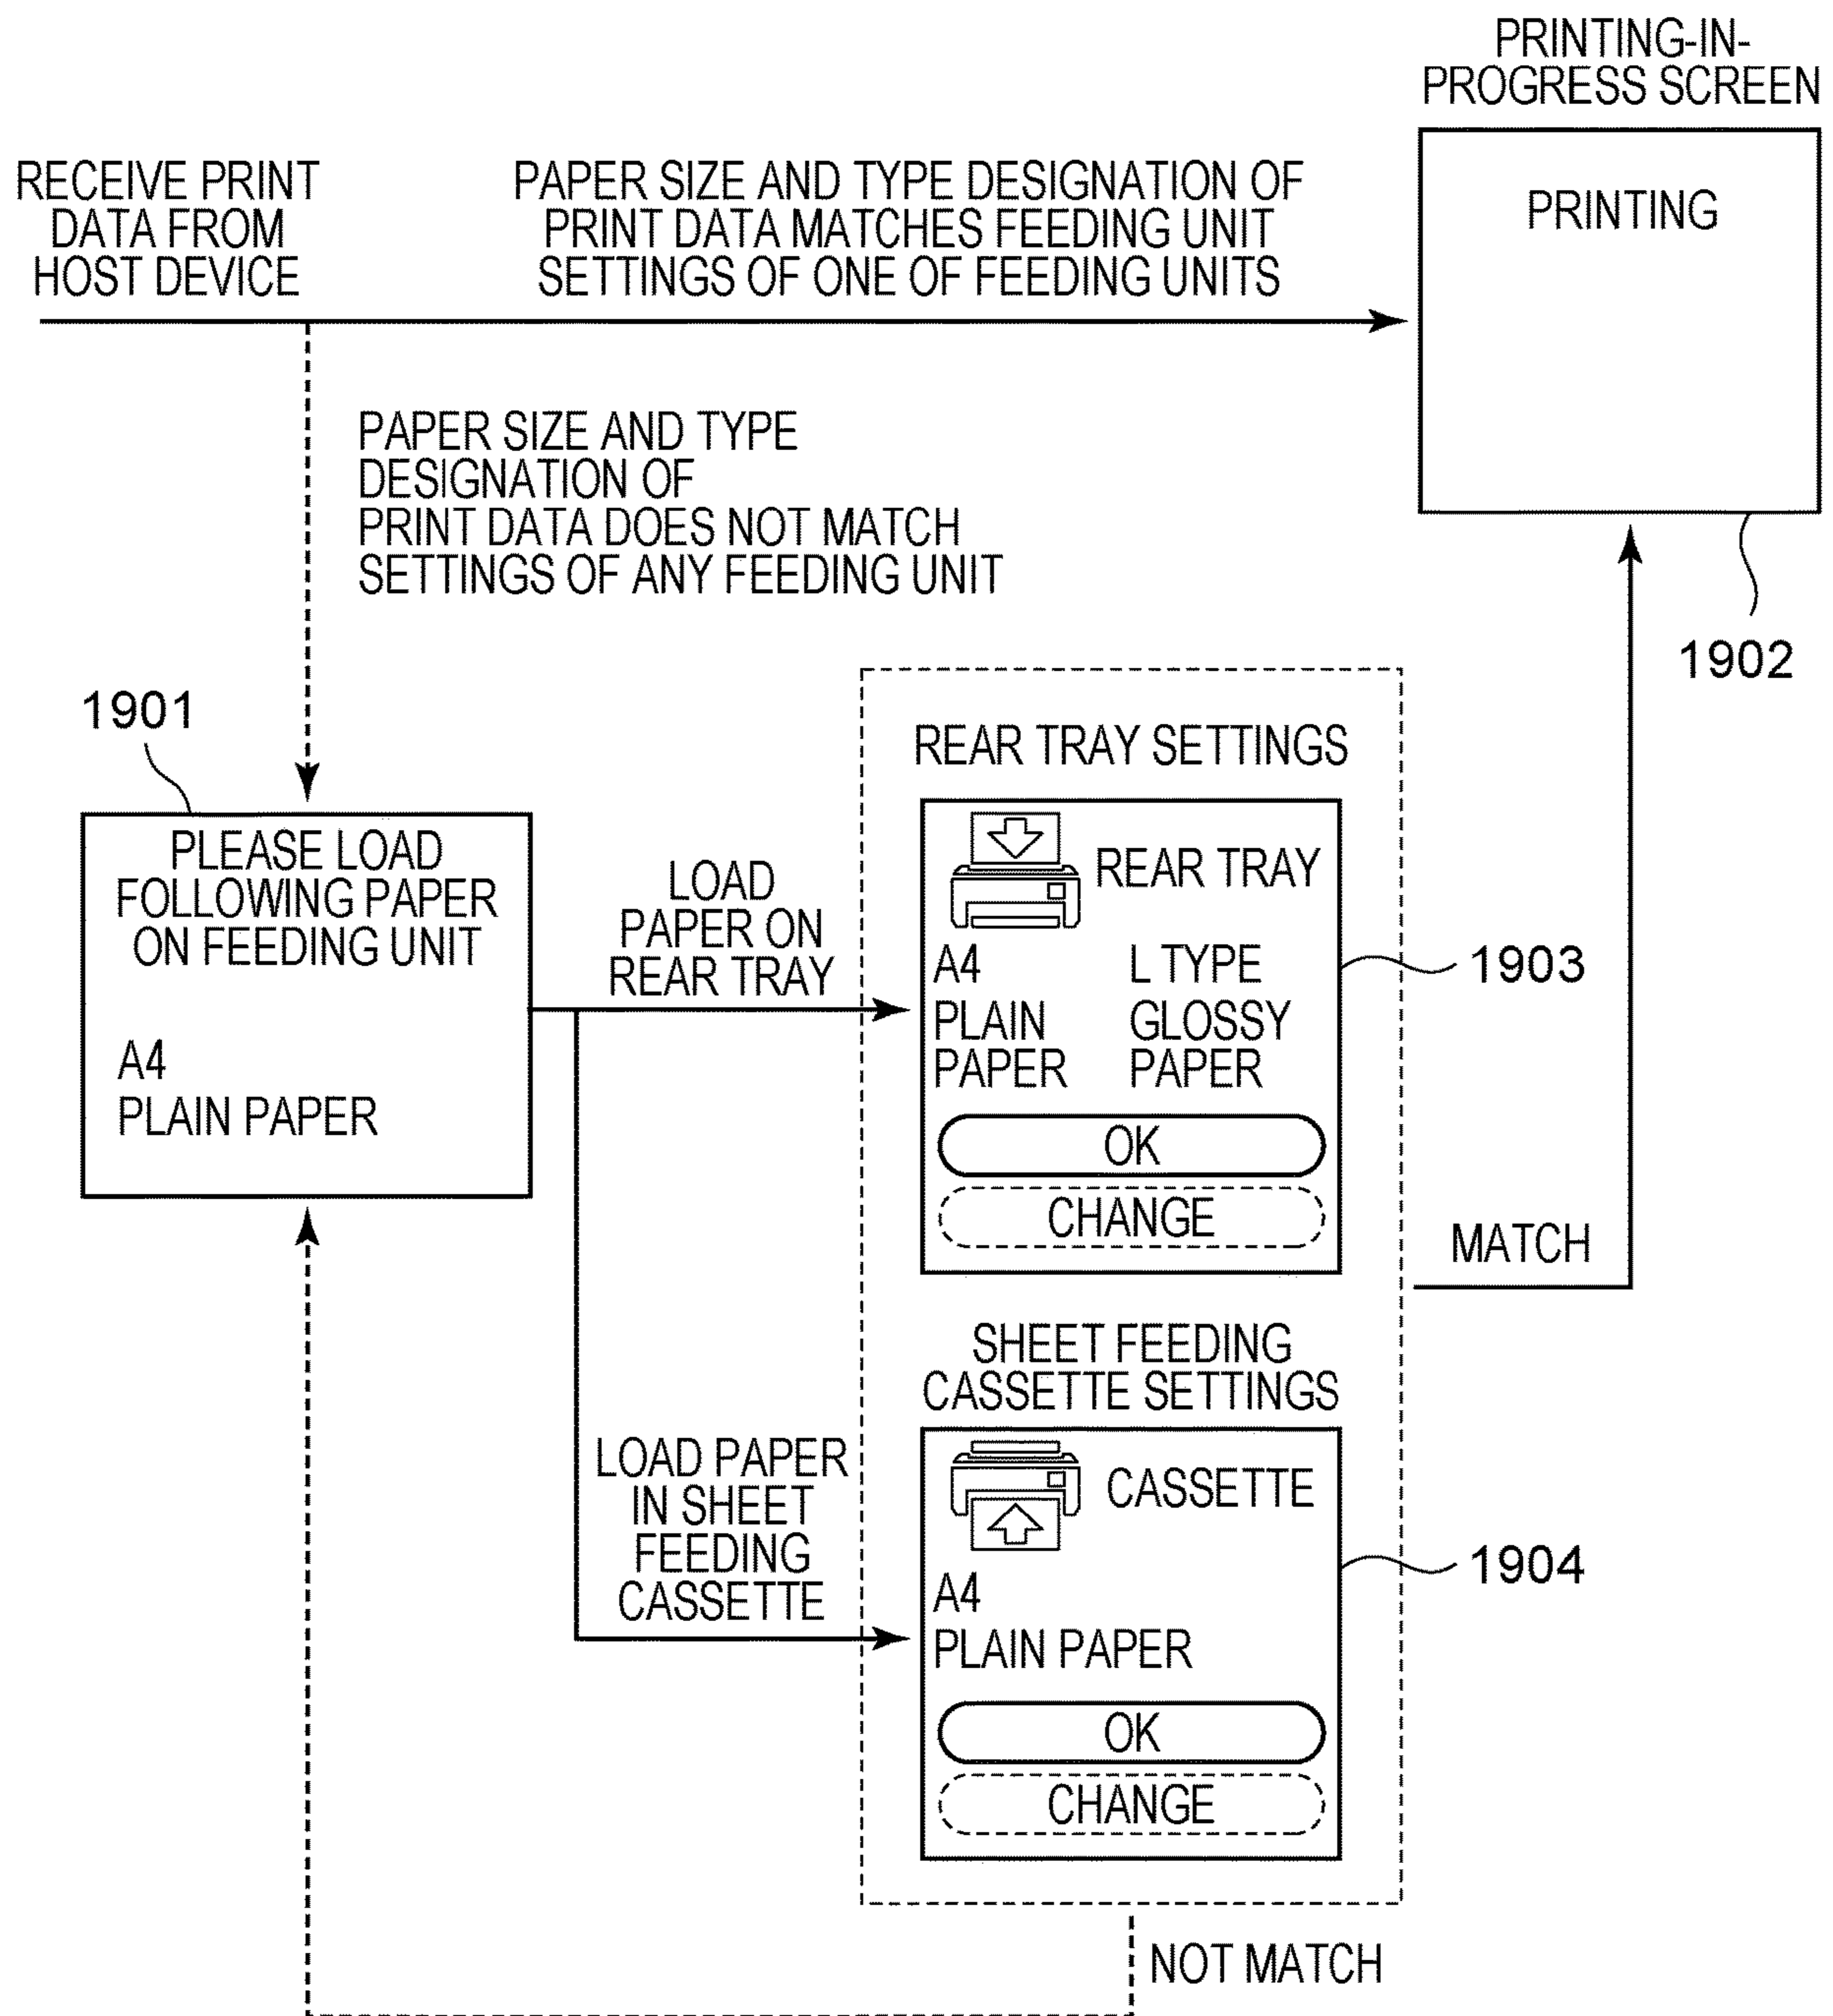 PRINTING-IN-
PROGRESS SCREEN
PRINTING
1902
RECEIVE PRINT
DATA FROM
HOST DEVICE
PAPER SIZE AND TYPE DESIGNATION OF
PRINT DATA MATCHES FEEDING UNIT
SETTINGS OF ONE OF FEEDING UNITS
PAPER SIZE AND TYPE
DESIGNATION OF
PRINT DATA DOES NOT MATCH
SETTINGS OF ANY FEEDING UNIT
1901
PLEASE LOAD
FOLLOWING PAPER
ON FEEDING UNIT
A4
PLAIN PAPER
LOAD
PAPER ON
REAR TRAY
REAR TRAY SETTINGS
REAR TRAY
A4 L TYPE
PLAIN GLOSSY
PAPER PAPER
OK
CHANGE
1903
MATCH
LOAD PAPER
IN SHEET
FEEDING
CASSETTE
SHEET FEEDING
CASSETTE SETTINGS
CASSETTE
A4
PLAIN PAPER
OK
CHANGE
1904
NOT MATCH